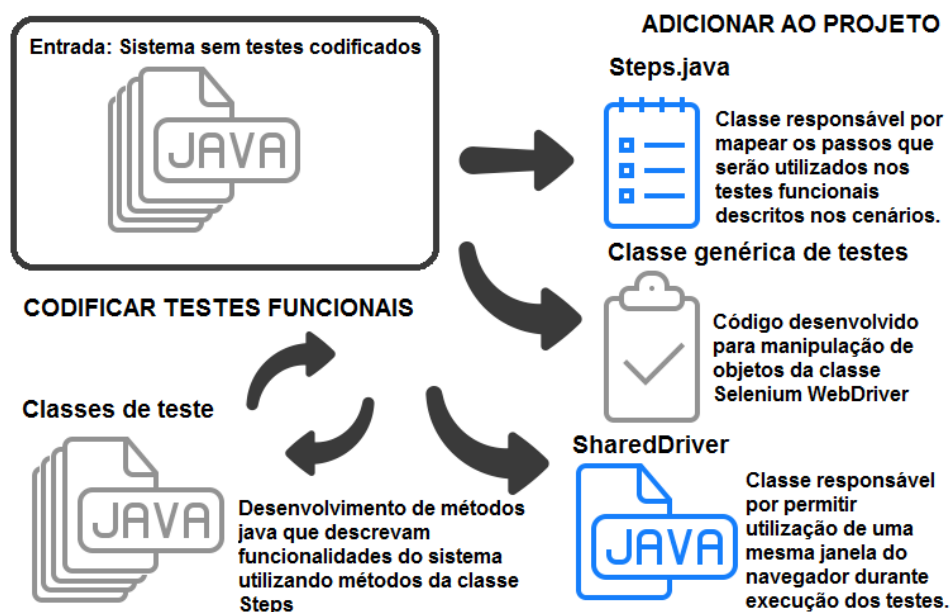 Entrada: Sistema sem testes codificados
JAVA
ADICIONAR AO PROJETO
Steps.java
Classe responsável por
mapear os passos que
serão utilizados nos
testes funcionais
descritos nos cenários.
Classe genérica de testes
Código desenvolvido
para manipulação de
objetos da classe
Selenium WebDriver
SharedDriver
JAVA
Classe responsável
por permitir
utilização de uma
mesma janela do
navegador durante
execução dos testes.
CODIFICAR TESTES FUNCIONAIS
Classes de teste
JAVA
Desenvolvimento de métodos
java que descrevam
funcionalidades do sistema
utilizando métodos da classe
Steps